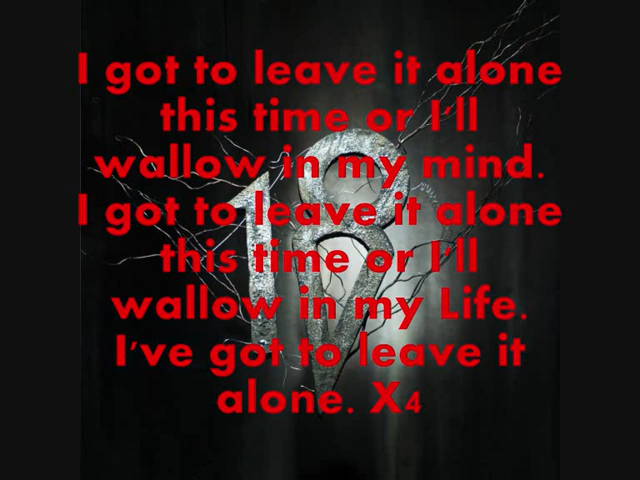 I got to leave it alone
this time or I'll
wallow in my mind.
I got to leave it alone
this time or I'll
wallow in my Life.
I've got to leave it
alone. X4
18